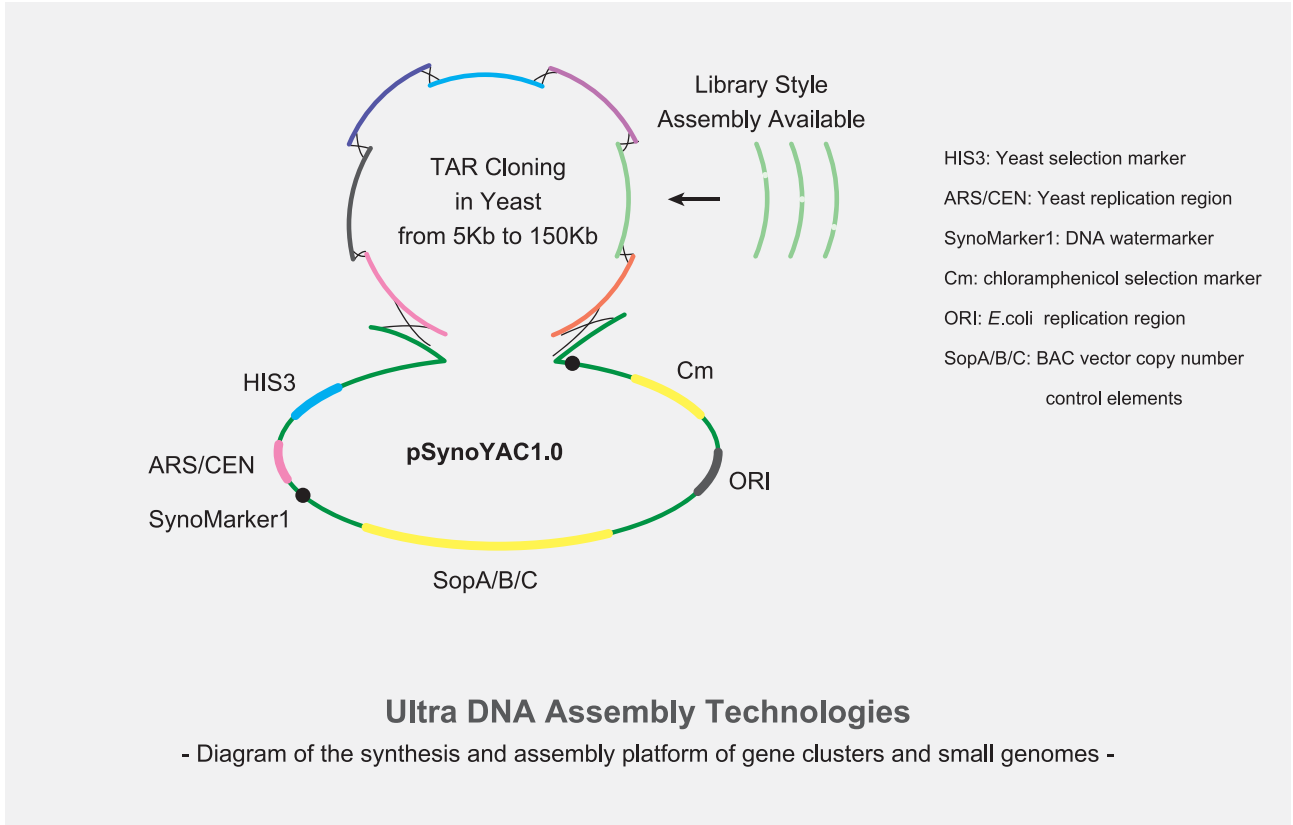 Library Style
Assembly Available
TAR Cloning
in Yeast
from 5Kb to 150Kb
HIS3: Yeast selection marker
ARS/CEN: Yeast replication region
SynoMarker1: DNA watermarker
Cm: chloramphenicol selection marker
ORI: E.coli replication region
SopA/B/C: BAC vector copy number
control elements
HIS3
Cm
pSynoYAC1.0
ARS/CEN
ORI
SynoMarker1
SopA/B/C
Ultra DNA Assembly Technologies
- Diagram of the synthesis and assembly platform of gene clusters and small genomes -